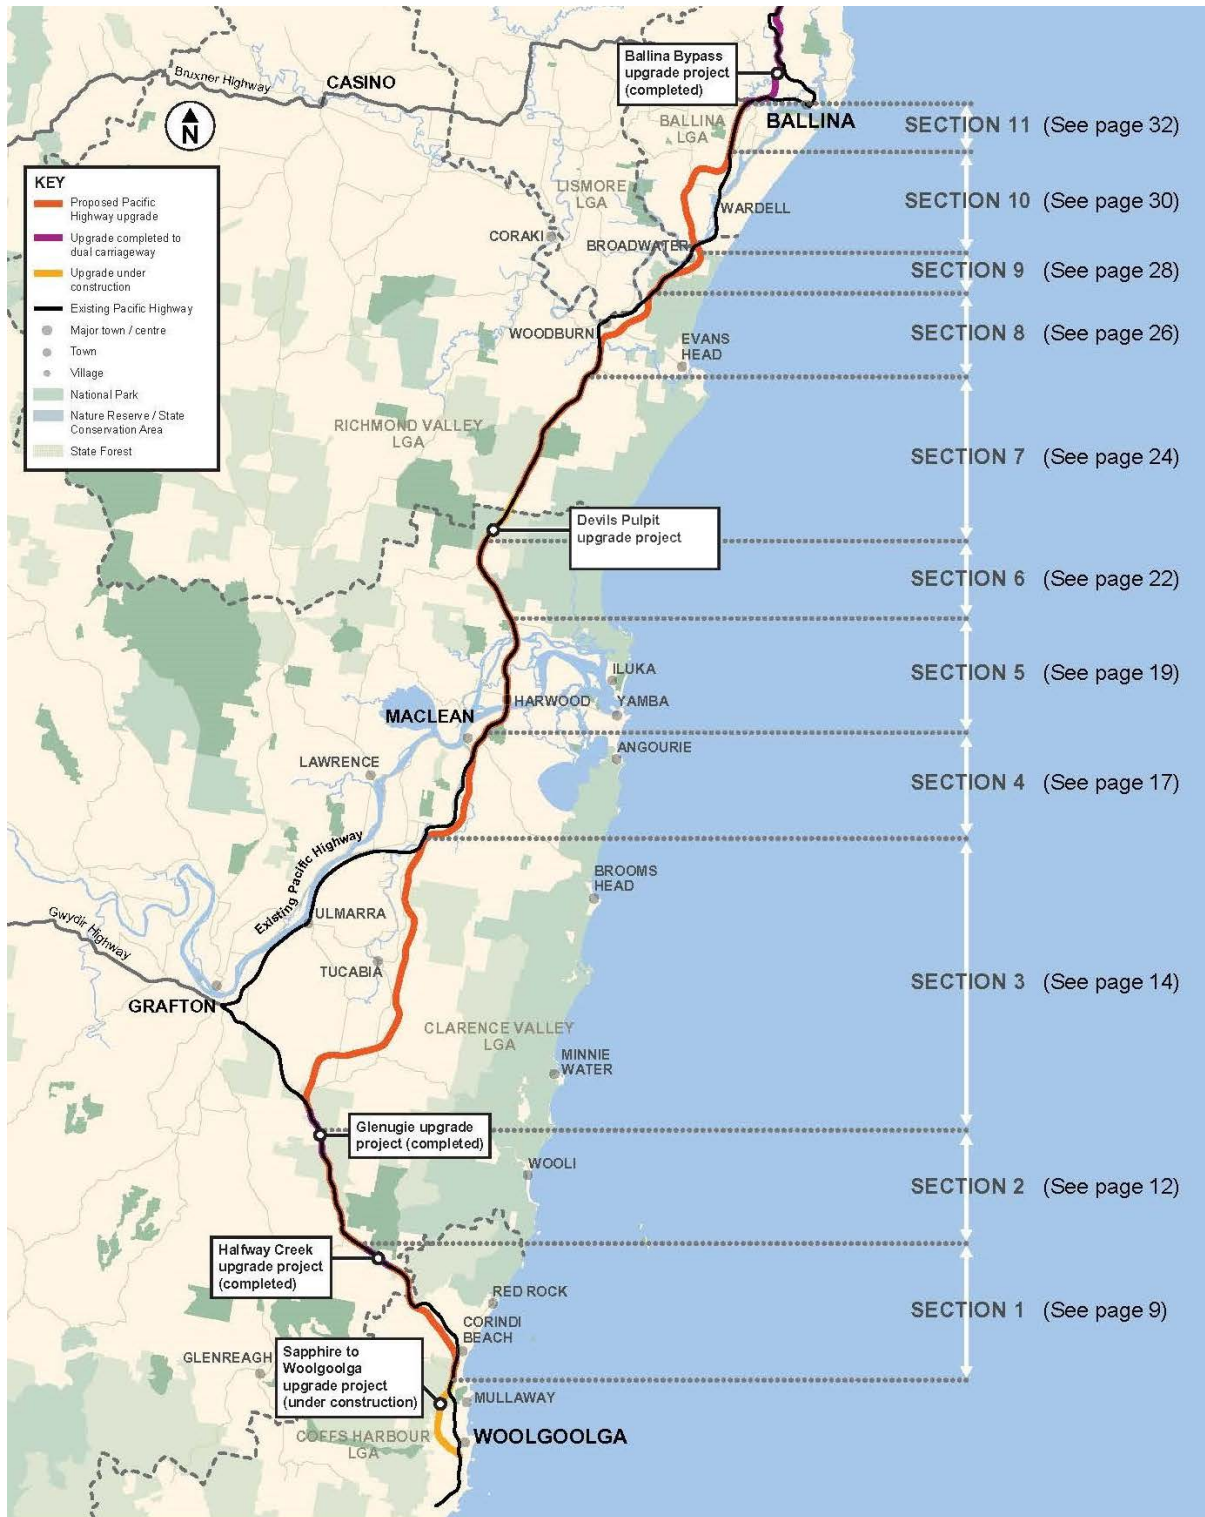 Ballina Bypass
upgrade project
(completed)
Bruxner Highway
CASINO
N
BALLINA
LGA
BALLINA
SECTION 11 (See page 32)
KEY
Proposed Pacific
Highway upgrade
Upgrade completed to
dual carriageway
Upgrade under
construction
Existing Pacific Highway
Major town / centre
Town
Village
National Park
Nature Reserve / State
Conservation Area
State Forest
LISMORE
LGA
WARDELL
SECTION 10 (See page 30)
CORAKI
BROADWATER
SECTION 9 (See page 28)
WOODBURN
EVANS
HEAD
SECTION 8 (See page 26)
RICHMOND VALLEY
LGA
SECTION 7 (See page 24)
Devils Pulpit
upgrade project
SECTION 6 (See page 22)
ILUKA
SECTION 5 (See page 19)
HARWOOD
YAMBA
MACLEAN
ANGOURIE
LAWRENCE
SECTION 4 (See page 17)
Existing Pacific Highway
BROOMS
HEAD
ULMARRA
Gwydir Highway
TUCABIA
SECTION 3 (See page 14)
GRAFTON
CLARENCE VALLEY
LGA
MINNIE
WATER
Glenugie upgrade
project (completed)
WOOLI
SECTION 2 (See page 12)
Halfway Creek
upgrade project
(completed)
RED ROCK
SECTION 1 (See page 9)
CORINDI
BEACH
GLENREAGH
Sapphire to
Woolgoolga
upgrade project
(under construction)
MULLAWAY
COFFS HARBOUR
LGA
WOOLGOOLGA